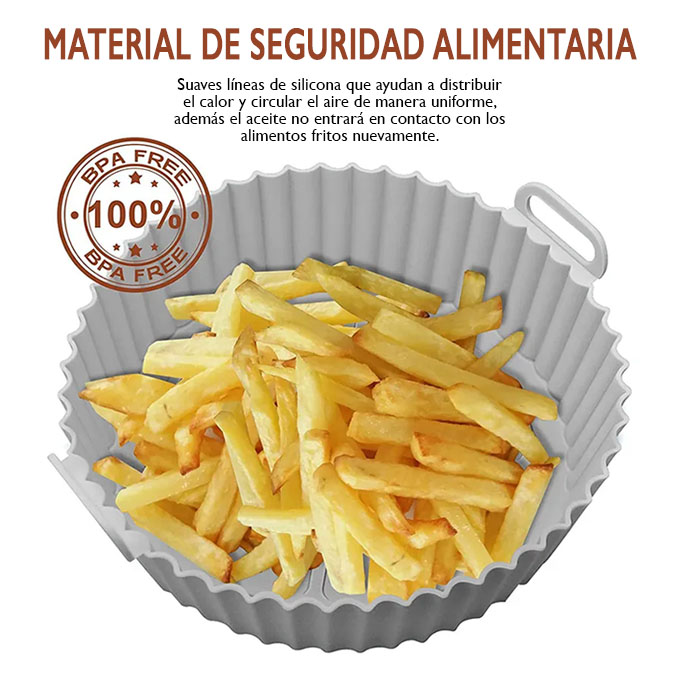 MATERIAL DE SEGURIDAD ALIMENTARIA
Suaves líneas de silicona que ayudan a distribuir
el calor y circular el aire de manera uniforme,
además el aceite no entrará en contacto con los
alimentos fritos nuevamente.
BPA FREE
100%
BPA FREE